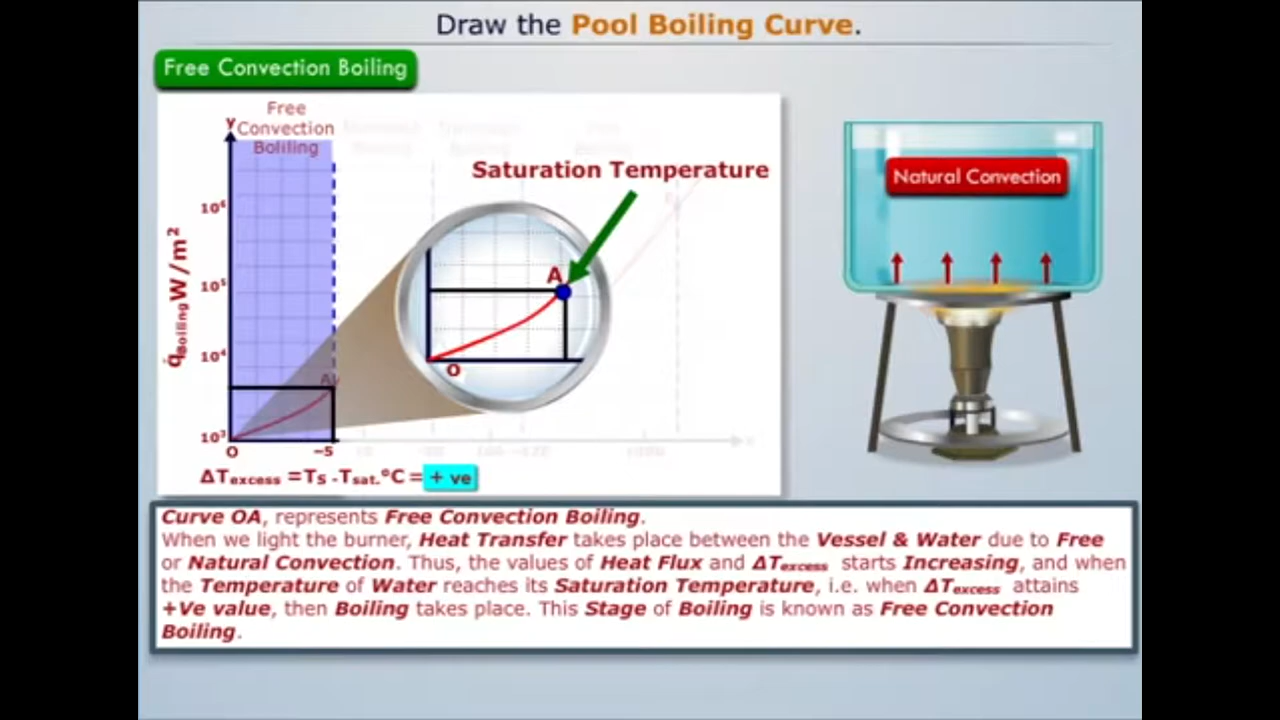 Draw the Pool Boiling Curve.
Free Convection Boiling
Free
Convection
Boliling
Y
Saturation Temperature
10⁶
10⁵
10⁴
10³
q̇Boiling W/m²
A
O
A
O
~5
ΔTexcess =TS -Tsat.°C = + ve
Natural Convection
Curve OA, represents Free Convection Boiling.
When we light the burner, Heat Transfer takes place between the Vessel & Water due to Free
or Natural Convection. Thus, the values of Heat Flux and ΔTexcess starts Increasing, and when
the Temperature of Water reaches its Saturation Temperature, i.e. when ΔTexcess attains
+Ve value, then Boiling takes place. This Stage of Boiling is known as Free Convection
Boiling.